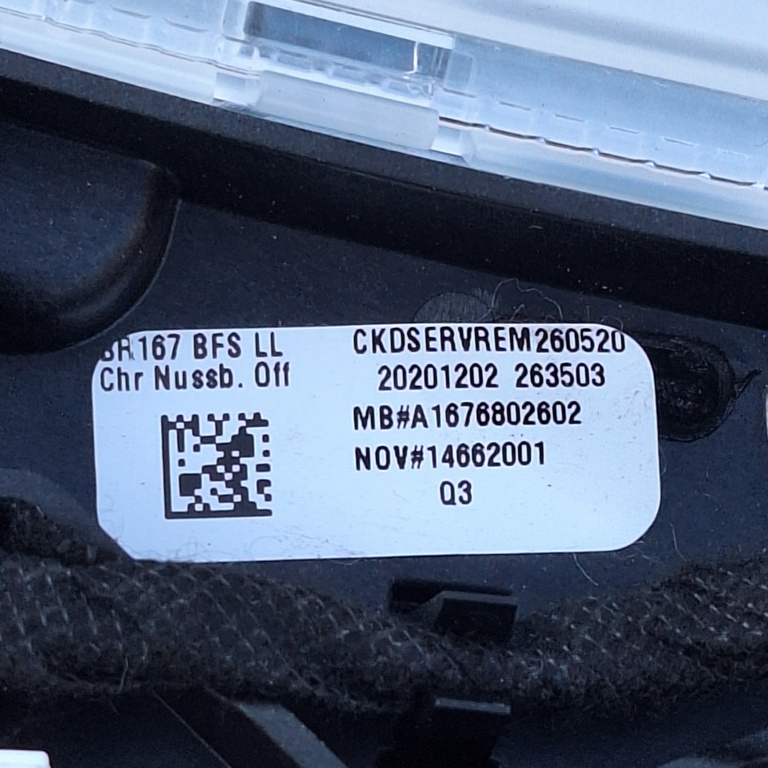 BR167 BFS LL
Chr Nussb. Off
CKDSERVREM260520
20201202 263503
MB#A1676802602
NOV#14662001
Q3